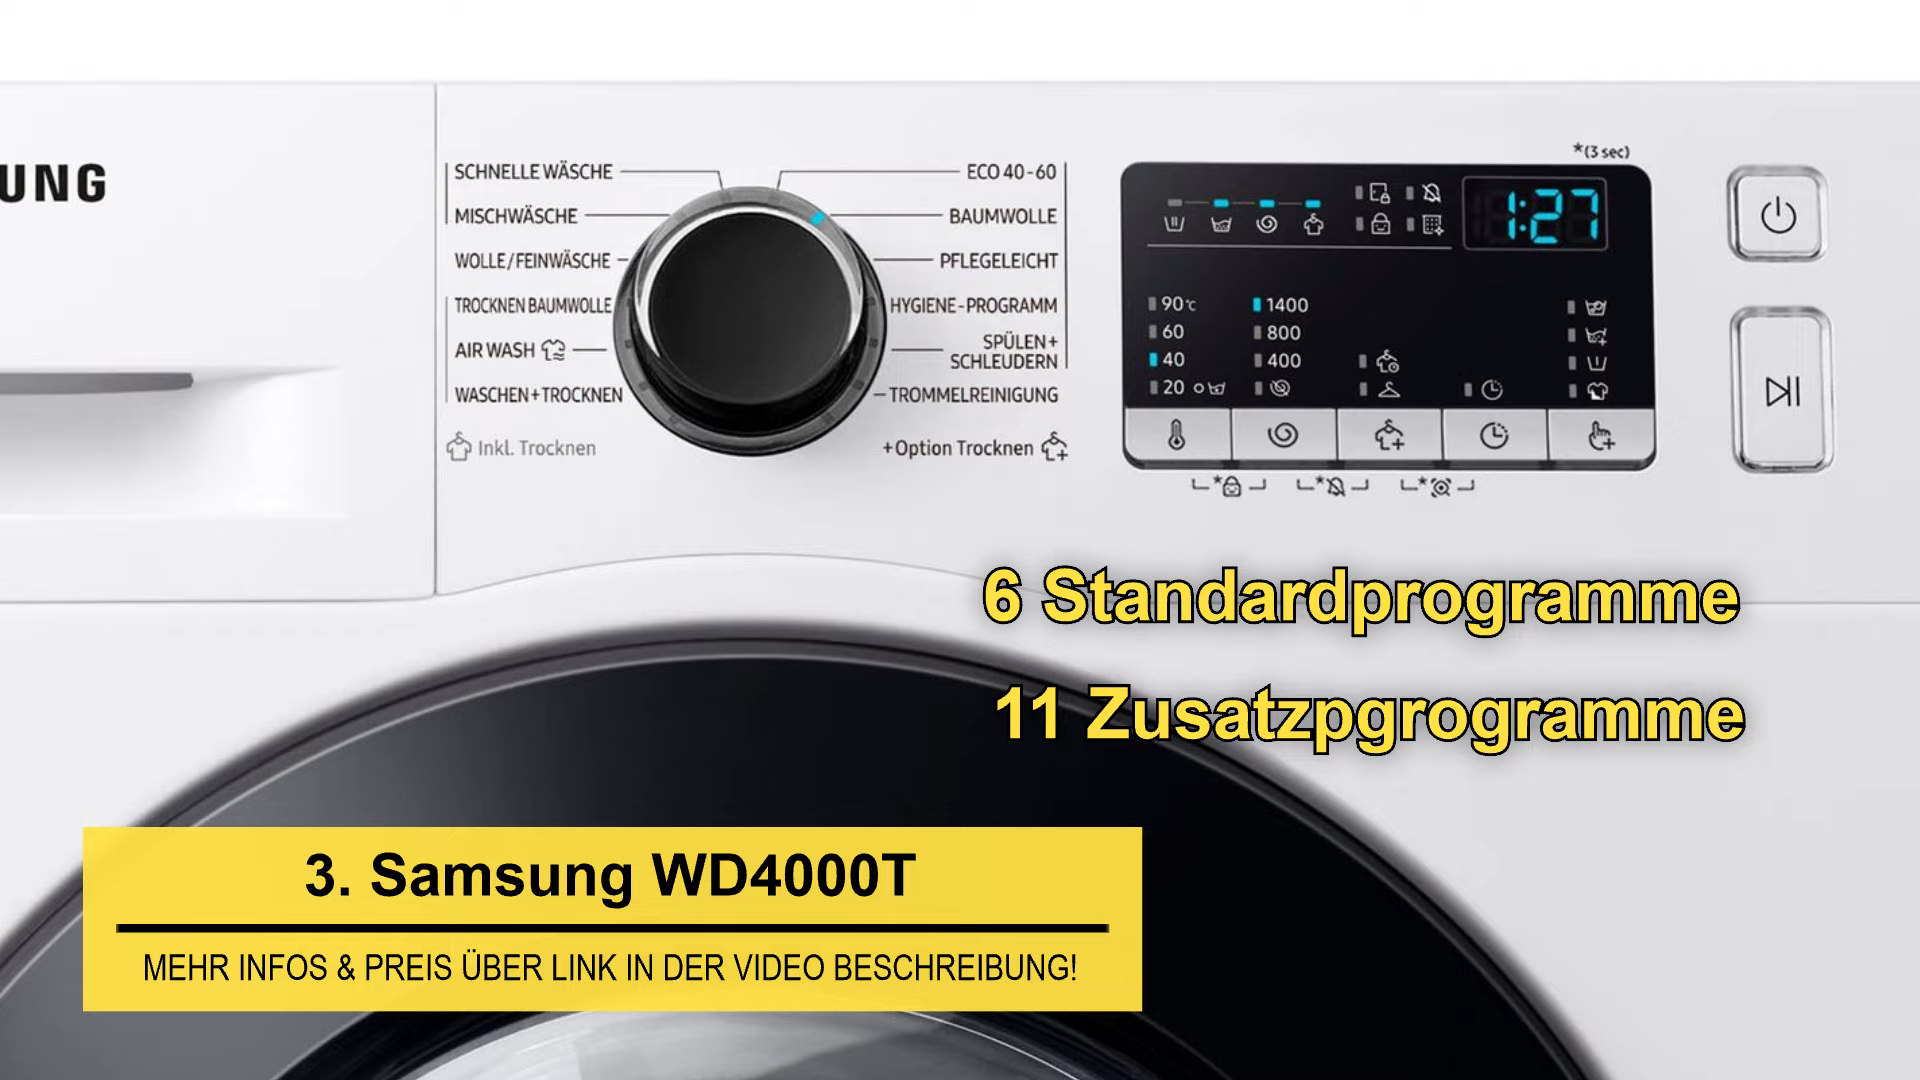 UNG
SCHNELLE WÄSCHE
MISCHWÄSCHE
WOLLE/FEINWÄSCHE
TROCKNEN BAUMWOLLE
AIR WASH
WASCHEN+TROCKNEN
Inkl. Trocknen
ECO 40-60
BAUMWOLLE
PFLEGELEICHT
HYGIENE-PROGRAMM
SPÜLEN+
SCHLEUDERN
TROMMELREINIGUNG
+Option Trocknen
*(3 sec)
1:27
90℃ 1400
60 800
40 400
20
6 Standardprogramme
11 Zusatzpgrogramme
3. Samsung WD4000T
MEHR INFOS & PREIS ÜBER LINK IN DER VIDEO BESCHREIBUNG!